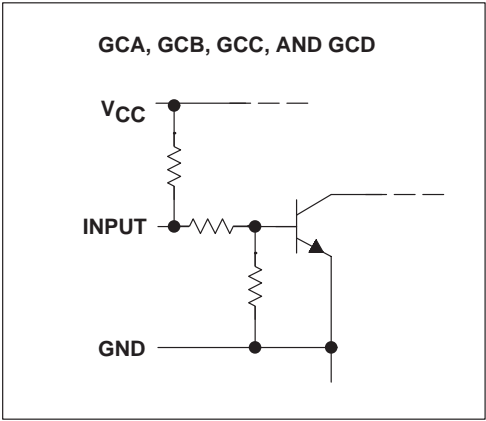 GCA, GCB, GCC, AND GCD
VCC
INPUT
GND